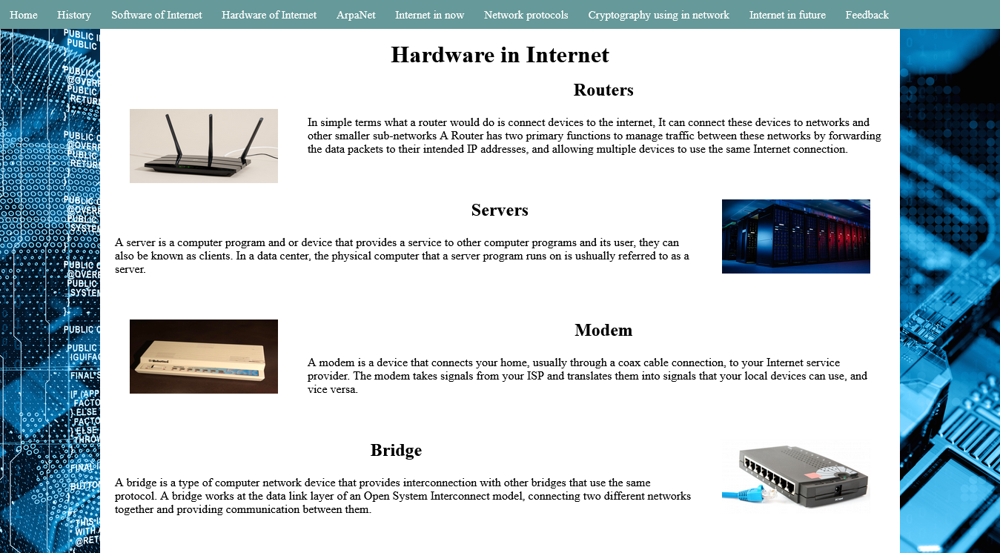 Home History Software of Internet Hardware of Internet ArpaNet Internet in now Network protocols Cryptography using in network Internet in future Feedback
Hardware in Internet
Routers
In simple terms what a router would do is connect devices to the internet, It can connect these devices to networks and
other smaller sub-networks A Router has two primary functions to manage traffic between these networks by forwarding
the data packets to their intended IP addresses, and allowing multiple devices to use the same Internet connection.
Servers
A server is a computer program and or device that provides a service to other computer programs and its user, they can
also be known as clients. In a data center, the physical computer that a server program runs on is ushually referred to as a
server.
Modem
A modem is a device that connects your home, usually through a coax cable connection, to your Internet service
provider. The modem takes signals from your ISP and translates them into signals that your local devices can use, and
vice versa.
Bridge
A bridge is a type of computer network device that provides interconnection with other bridges that use the same
protocol. A bridge works at the data link layer of an Open System Interconnect model, connecting two different networks
together and providing communication between them.